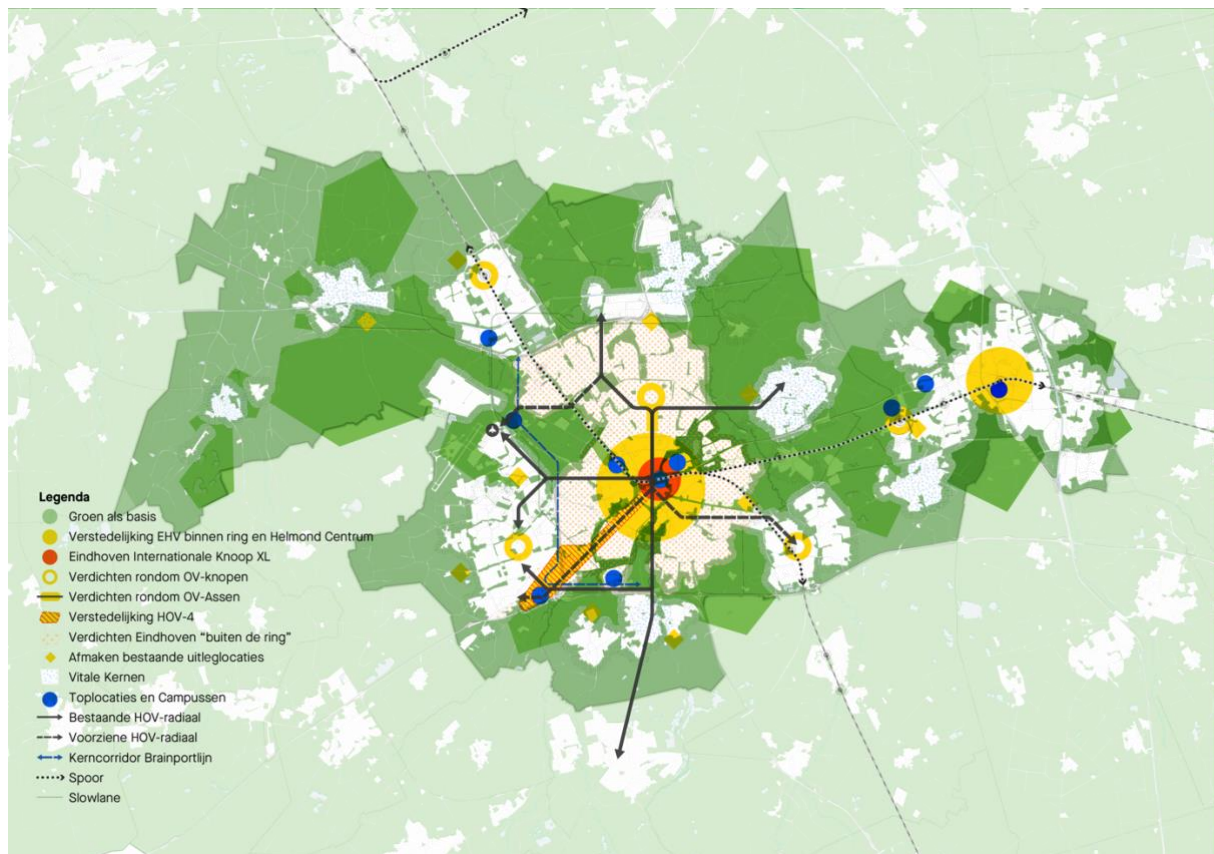 Legenda
Groen als basis
Verstedelijking EHV binnen ring en Helmond Centrum
Eindhoven Internationale Knoop XL
Verdichten rondom OV-knopen
Verdichten rondom OV-Assen
Verstedelijking HOV-4
Verdichten Eindhoven "buiten de ring"
Afmaken bestaande uitleglocaties
Vitale Kernen
Toplocaties en Campussen
Bestaande HOV-radiaal
Voorziene HOV-radiaal
Kerncorridor Brainportlijn
Spoor
Slowlane